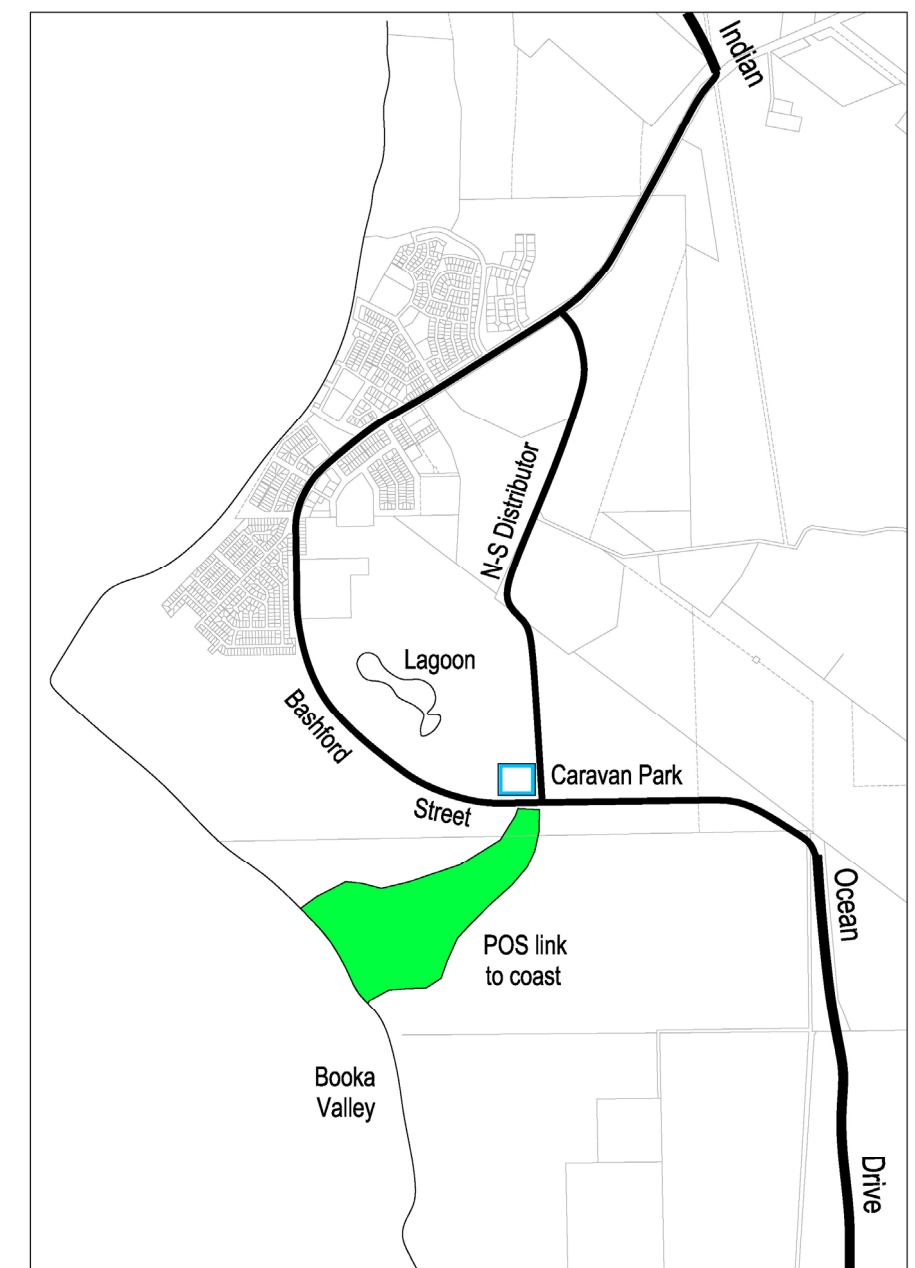 Indian
N-S Distributor
Lagoon
Bashford
Street
Caravan Park
Ocean
POS link
to coast
Booka
Valley
Drive